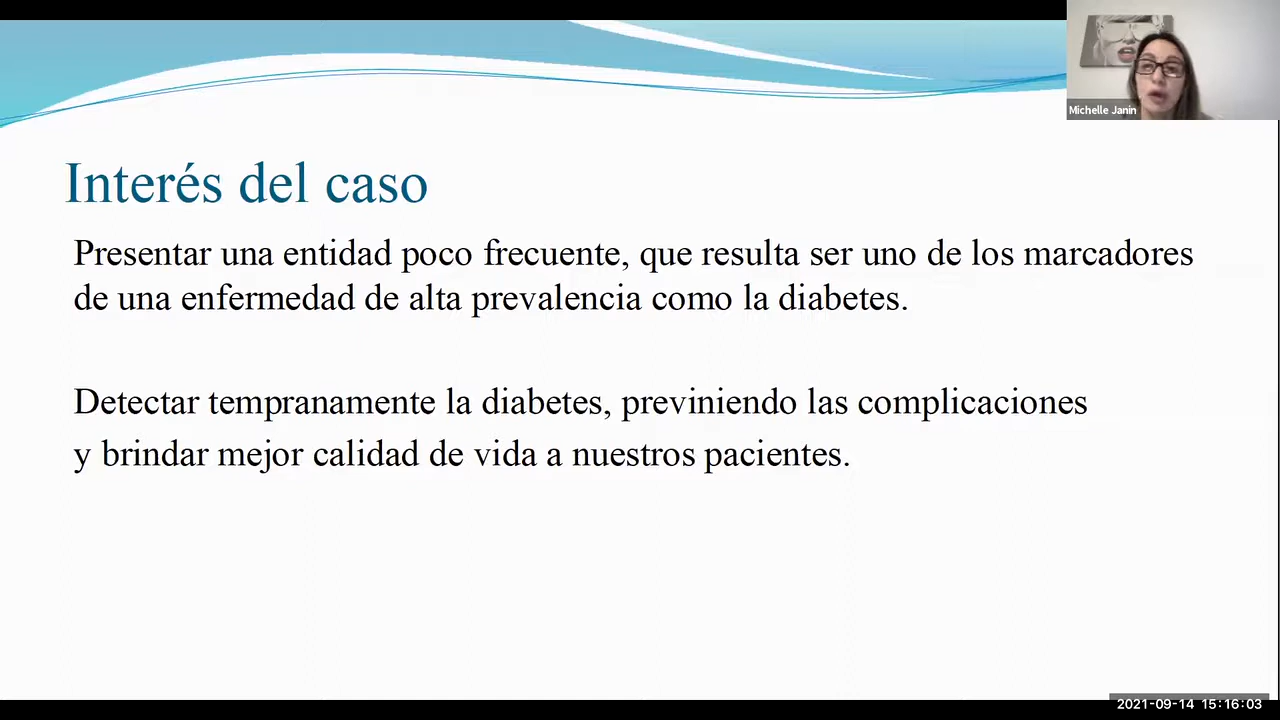 Michelle Janin
Interés del caso
Presentar una entidad poco frecuente, que resulta ser uno de los marcadores
de una enfermedad de alta prevalencia como la diabetes.
Detectar tempranamente la diabetes, previniendo las complicaciones
y brindar mejor calidad de vida a nuestros pacientes.
2021-09-14 15:16:03